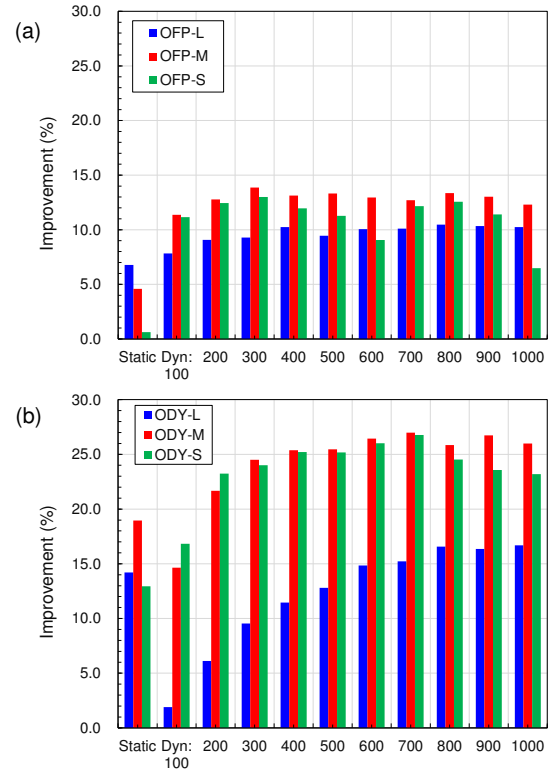 (a)
30.0
25.0
20.0
15.0
10.0
5.0
0.0
Improvement (%)
OFP-L
OFP-M
OFP-S
Static Dyn: 200 300 400 500 600 700 800 900 1000
100
(b)
30.0
25.0
20.0
15.0
10.0
5.0
0.0
Improvement (%)
ODY-L
ODY-M
ODY-S
Static Dyn: 200 300 400 500 600 700 800 900 1000
100